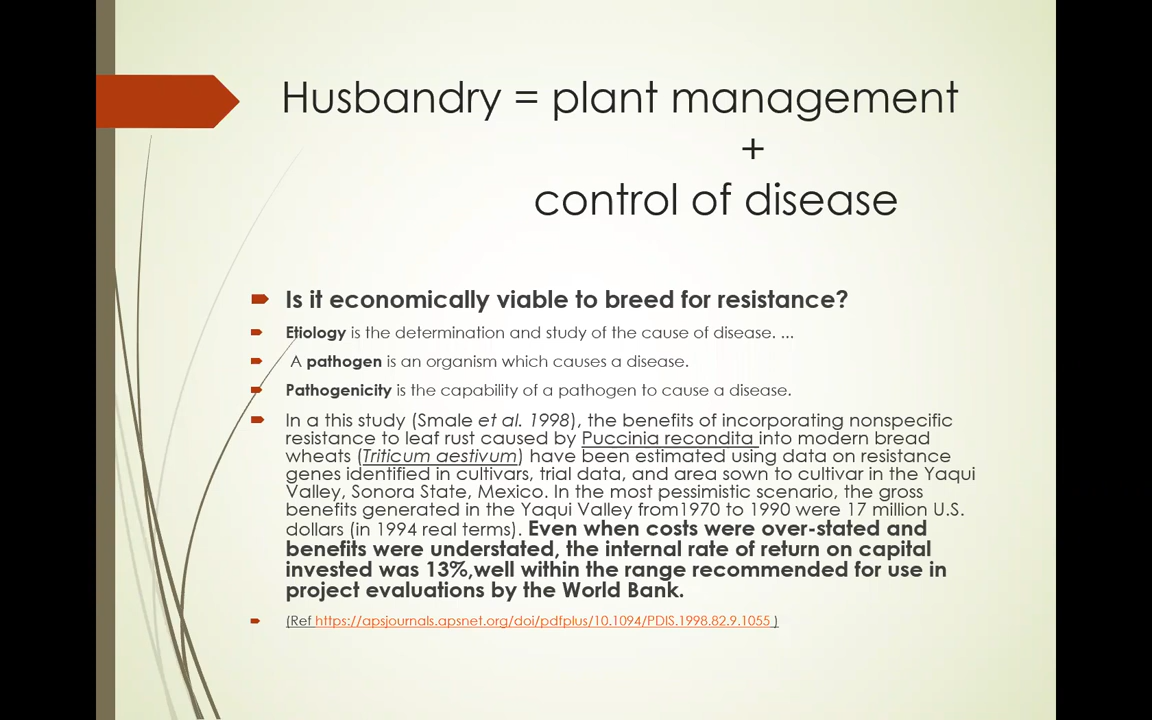 Husbandry = plant management
+
control of disease
Is it economically viable to breed for resistance?
Etiology is the determination and study of the cause of disease. ...
A pathogen is an organism which causes a disease.
Pathogenicity is the capability of a pathogen to cause a disease.
In a this study (Smale et al. 1998), the benefits of incorporating nonspecific
resistance to leaf rust caused by Puccinia recondita into modern bread
wheats (Triticum aestivum) have been estimated using data on resistance
genes identified in cultivars, trial data, and area sown to cultivar in the Yaqui
Valley, Sonora State, Mexico. In the most pessimistic scenario, the gross
benefits generated in the Yaqui Valley from1970 to 1990 were 17 million U.S.
dollars (in 1994 real terms). Even when costs were over-stated and
benefits were understated, the internal rate of return on capital
invested was 13%,well within the range recommended for use in
project evaluations by the World Bank.
(Ref https://apsjournals.apsnet.org/doi/pdfplus/10.1094/PDIS.1998.82.9.1055 )